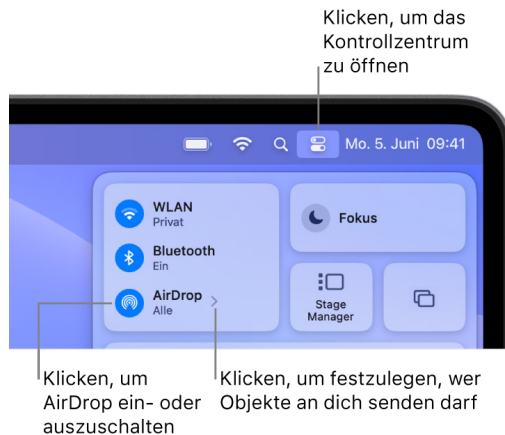 Klicken, um das
Kontrollzentrum
zu öffnen
Mo. 5. Juni 09:41
WLAN
Privat
Bluetooth
Ein
AirDrop
Alle
Fokus
Stage
Manager
Klicken, um
AirDrop ein- oder
auszuschalten
Klicken, um festzulegen, wer
Objekte an dich senden darf